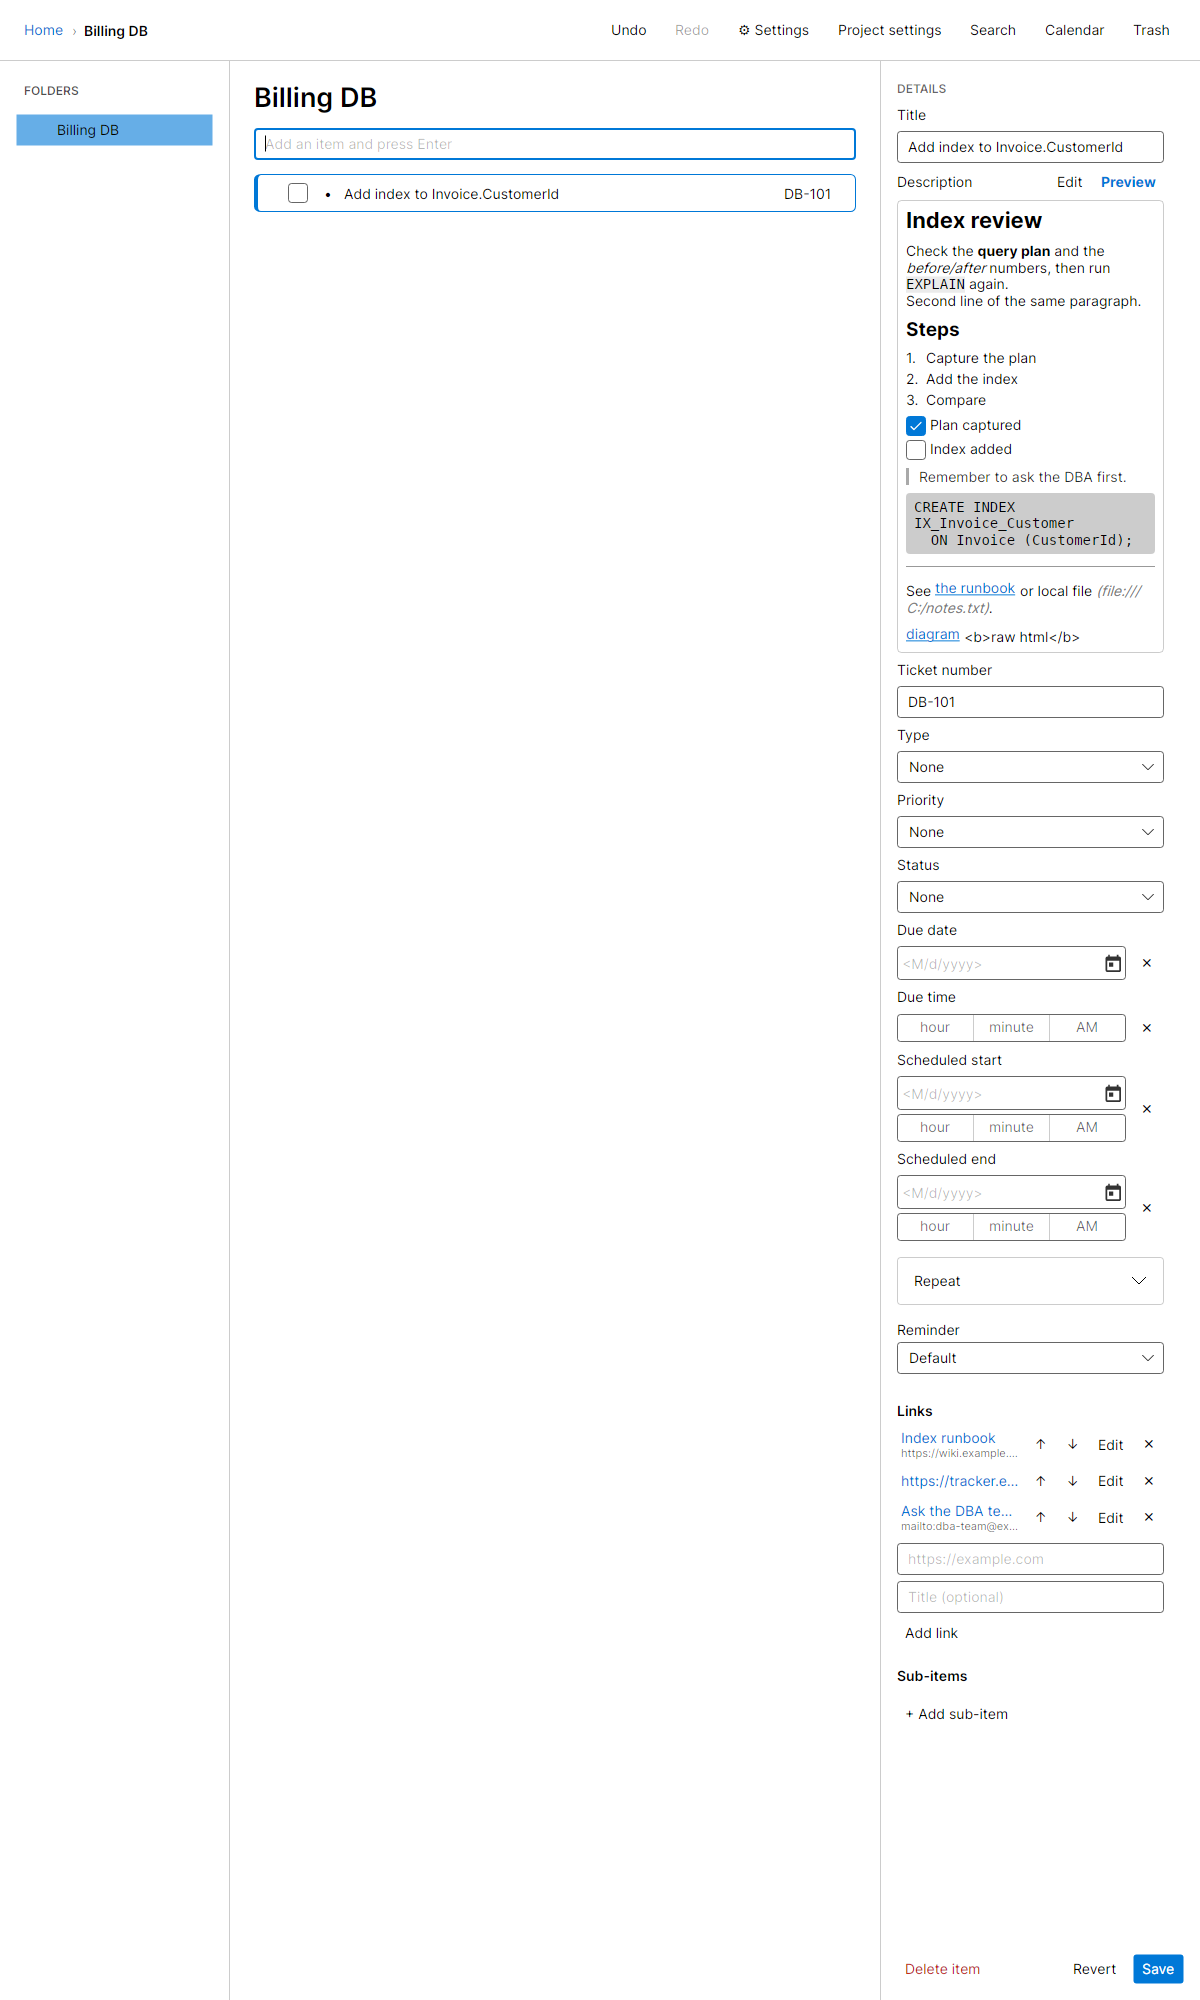 Home › Billing DB
Undo Redo ⚙ Settings Project settings Search Calendar Trash
FOLDERS
Billing DB
Billing DB
Add an item and press Enter
• Add index to Invoice.CustomerId DB-101
DETAILS
Title
Add index to Invoice.CustomerId
Description Edit Preview
Index review
Check the query plan and the
before/after numbers, then run
EXPLAIN again.
Second line of the same paragraph.
Steps
1. Capture the plan
2. Add the index
3. Compare
Plan captured
Index added
Remember to ask the DBA first.
CREATE INDEX
IX_Invoice_Customer
ON Invoice (CustomerId);
See the runbook or local file (file:///
C:/notes.txt).
diagram <b>raw html</b>
Ticket number
DB-101
Type
None
Priority
None
Status
None
Due date
<M/d/yyyy> ×
Due time
hour minute AM ×
Scheduled start
<M/d/yyyy>
×
hour minute AM
Scheduled end
<M/d/yyyy>
×
hour minute AM
Repeat
Reminder
Default
Links
Index runbook
https://wiki.example.... ↑ ↓ Edit ×
https://tracker.e... ↑ ↓ Edit ×
Ask the DBA te...
mailto:dba-team@ex... ↑ ↓ Edit ×
https://example.com
Title (optional)
Add link
Sub-items
+ Add sub-item
Delete item Revert Save